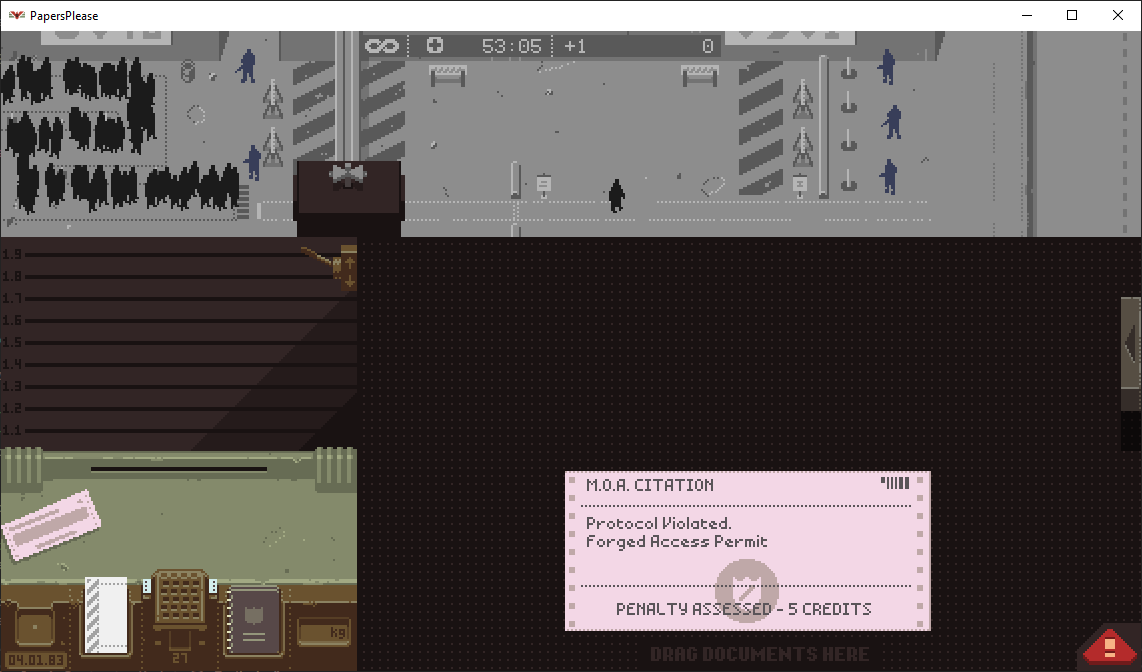 PapersPlease
53:05
+1
0
1.9
1.8
1.7
1.6
1.5
1.4
1.3
1.2
1.1
M.O.A. CITATION
Protocol Violated.
Forged Access Permit
PENALTY ASSESSED - 5 CREDITS
DRAG DOCUMENTS HERE
kg
27
04.01.83